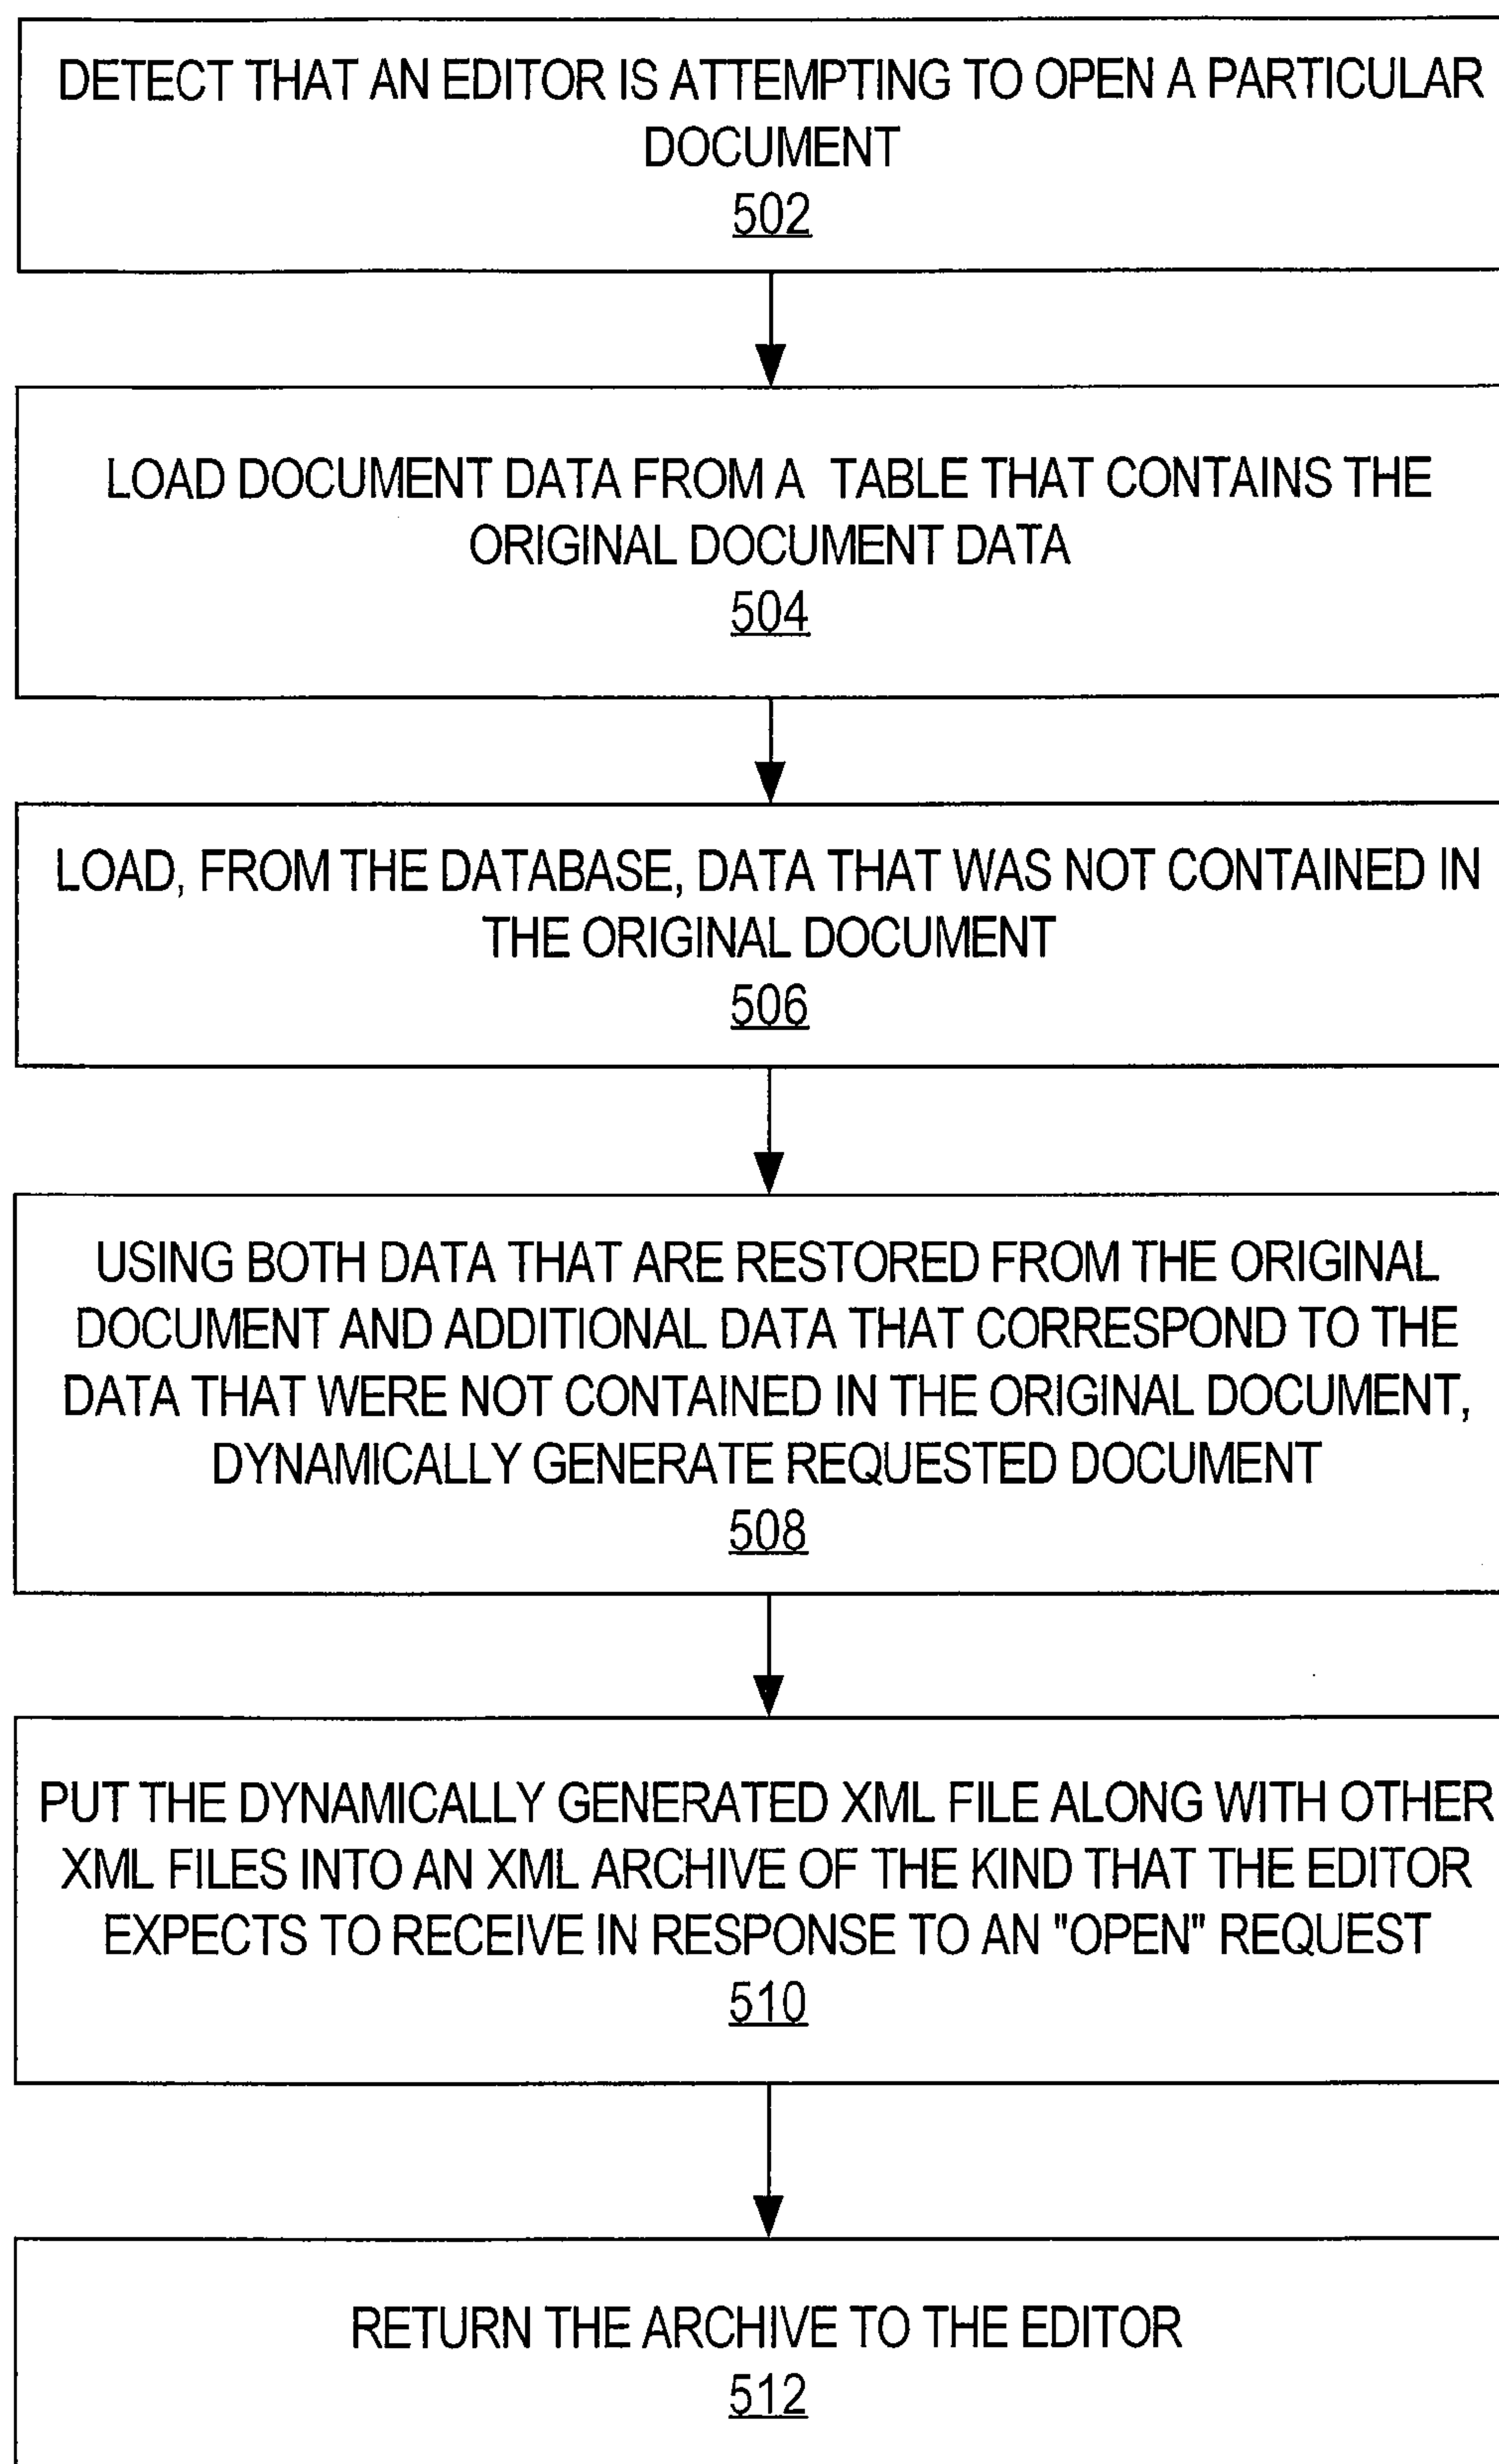 DETECT THAT AN EDITOR IS ATTEMPTING TO OPEN A PARTICULAR
DOCUMENT
502
LOAD DOCUMENT DATA FROM A TABLE THAT CONTAINS THE
ORIGINAL DOCUMENT DATA
504
LOAD, FROM THE DATABASE, DATA THAT WAS NOT CONTAINED IN
THE ORIGINAL DOCUMENT
506
USING BOTH DATA THAT ARE RESTORED FROM THE ORIGINAL
DOCUMENT AND ADDITIONAL DATA THAT CORRESPOND TO THE
DATA THAT WERE NOT CONTAINED IN THE ORIGINAL DOCUMENT,
DYNAMICALLY GENERATE REQUESTED DOCUMENT
508
PUT THE DYNAMICALLY GENERATED XML FILE ALONG WITH OTHER
XML FILES INTO AN XML ARCHIVE OF THE KIND THAT THE EDITOR
EXPECTS TO RECEIVE IN RESPONSE TO AN "OPEN" REQUEST
510
RETURN THE ARCHIVE TO THE EDITOR
512